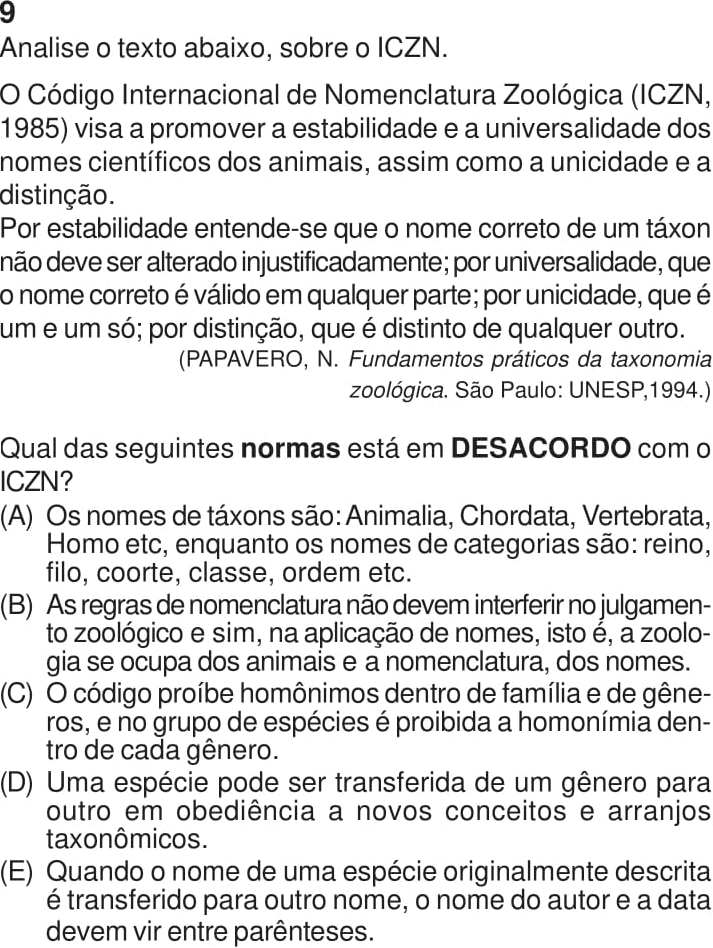 9
Analise o texto abaixo, sobre o ICZN.
O Código Internacional de Nomenclatura Zoológica (ICZN,
1985) visa a promover a estabilidade e a universalidade dos
nomes científicos dos animais, assim como a unicidade e a
distinção.
Por estabilidade entende-se que o nome correto de um táxon
não deve ser alterado injustificadamente; por universalidade, que
o nome correto é válido em qualquer parte; por unicidade, que é
um e um só; por distinção, que é distinto de qualquer outro.
(PAPAVERO, N. Fundamentos práticos da taxonomia
zoológica. São Paulo: UNESP,1994.)
Qual das seguintes normas está em DESACORDO com o
ICZN?
(A) Os nomes de táxons são: Animalia, Chordata, Vertebrata,
Homo etc, enquanto os nomes de categorias são: reino,
filo, coorte, classe, ordem etc.
(B) As regras de nomenclatura não devem interferir no julgamen-
to zoológico e sim, na aplicação de nomes, isto é, a zoolo-
gia se ocupa dos animais e a nomenclatura, dos nomes.
(C) O código proíbe homônimos dentro de família e de gêne-
ros, e no grupo de espécies é proibida a homonímia den-
tro de cada gênero.
(D) Uma espécie pode ser transferida de um gênero para
outro em obediência a novos conceitos e arranjos
taxonômicos.
(E) Quando o nome de uma espécie originalmente descrita
é transferido para outro nome, o nome do autor e a data
devem vir entre parênteses.